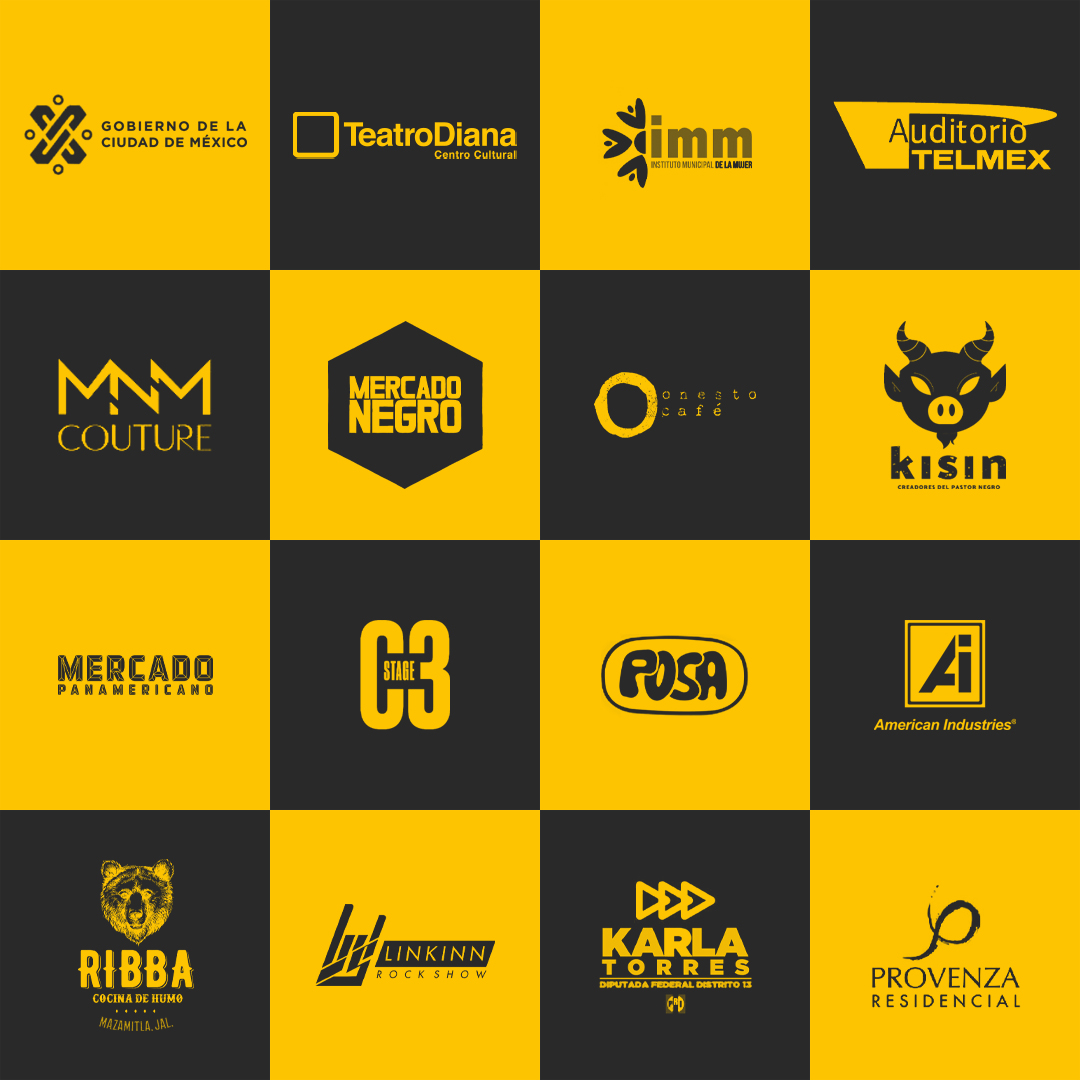 GOBIERNO DE LA
CIUDAD DE MÉXICO
TeatroDiana
Centro Cultural
imm
INSTITUTO MUNICIPAL DE LA MUJER
Auditorio
TELMEX
MNM
COUTURE
MERCADO
NEGRO
onesto
café
kisin
CREADORES DEL PASTOR NEGRO
MERCADO
PANAMERICANO
C3
STAGE
POSA
Ai
American Industries®
RIBBA
COCINA DE HUMO
MAZAMITLA, JAL.
LINKINN
ROCK SHOW
KARLA
TORRES
DIPUTADA FEDERAL DISTRITO 13
PROVENZA
RESIDENCIAL